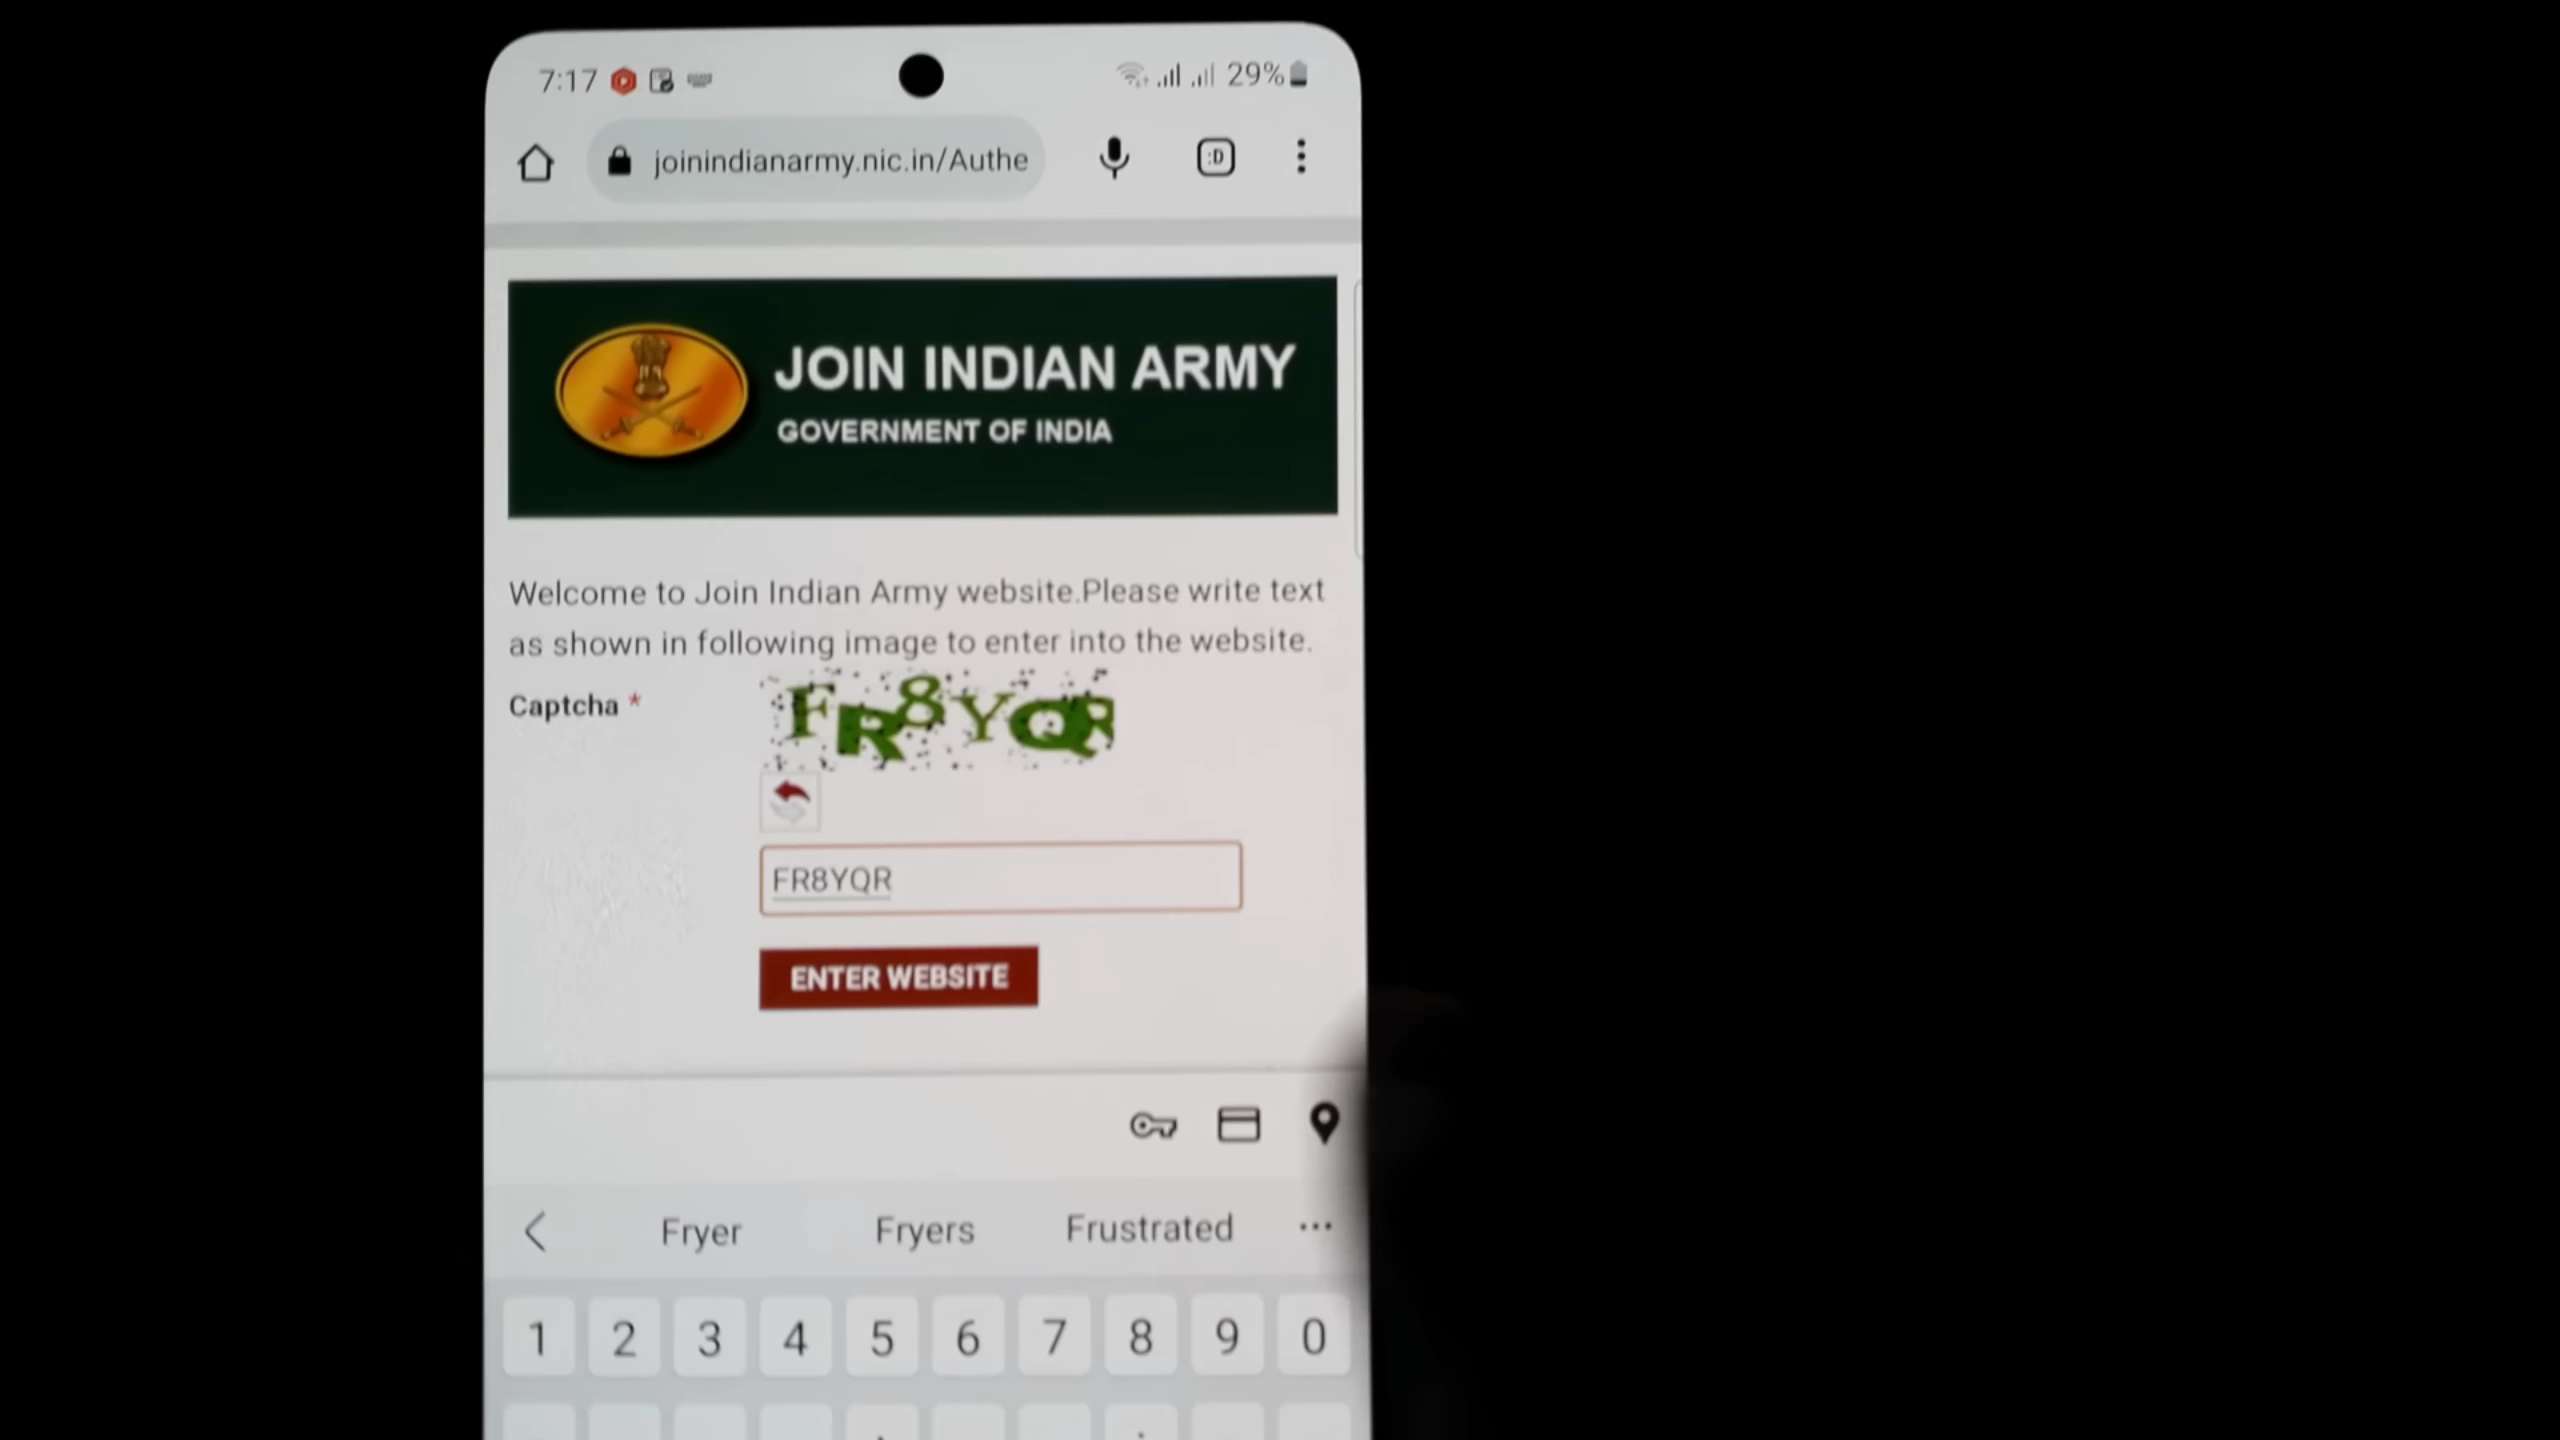 7:17 29%
joinindianarmy.nic.in/Authe :D
JOIN INDIAN ARMY
GOVERNMENT OF INDIA
Welcome to Join Indian Army website.Please write text
as shown in following image to enter into the website.
Captcha * FR8YQR
FR8YQR
ENTER WEBSITE
Fryer Fryers Frustrated ...
1 2 3 4 5 6 7 8 9 0